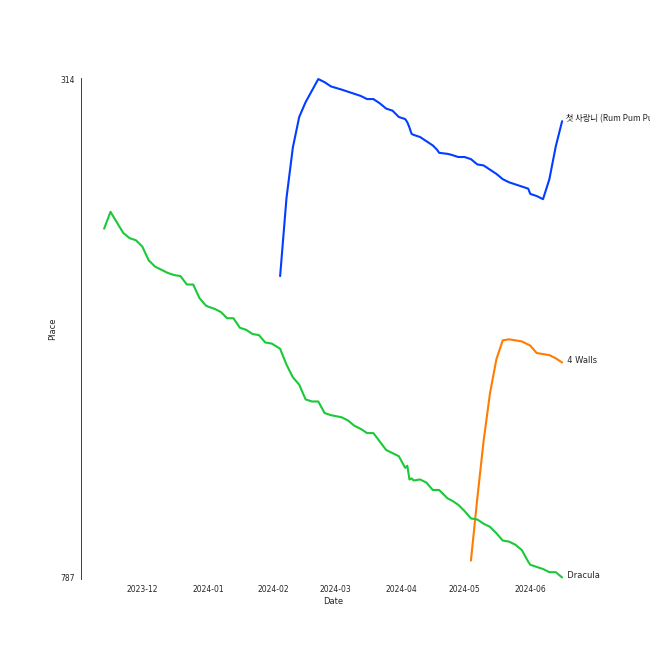 314
첫 사랑니 (Rum Pum Pu
Place
4 Walls
787
Dracula
2023-12 2024-01 2024-02 2024-03 2024-04 2024-05 2024-06
Date